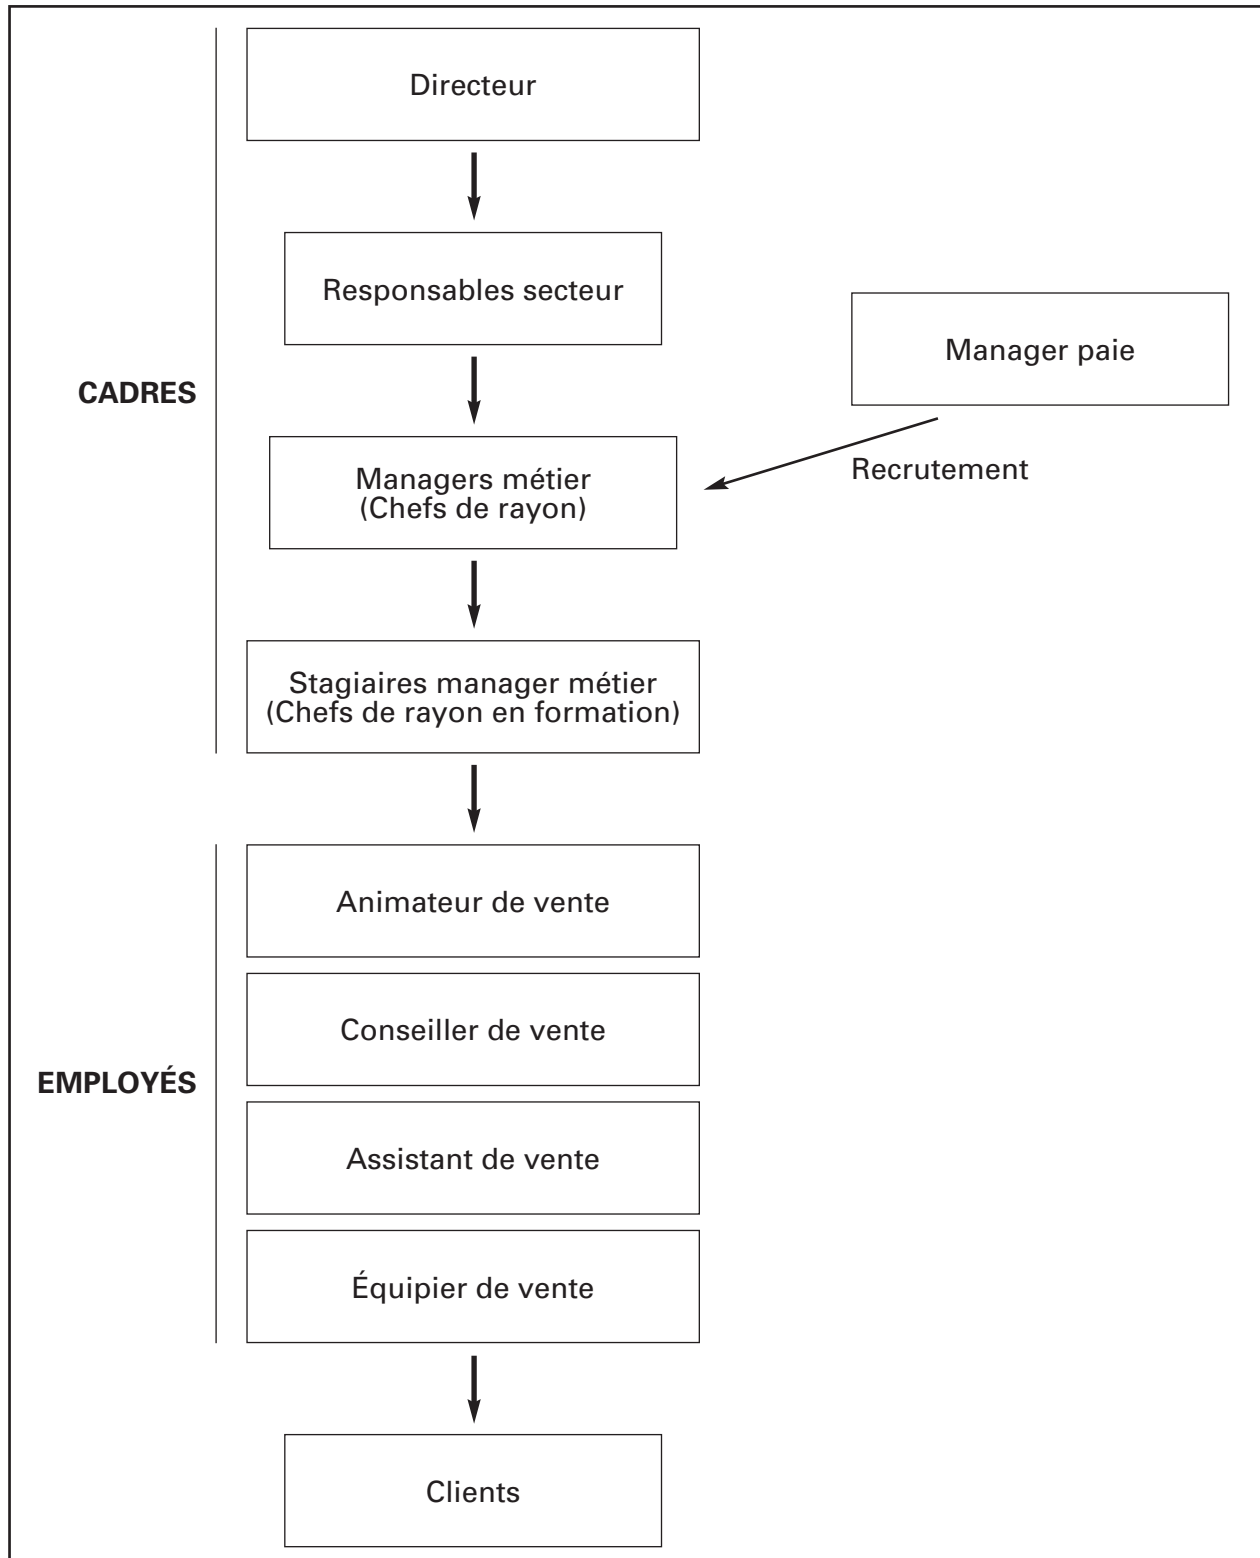 Directeur
Responsables secteur
Manager paie
CADRES
Managers métier
(Chefs de rayon)
Recrutement
Stagiaires manager métier
(Chefs de rayon en formation)
Animateur de vente
Conseiller de vente
EMPLOYÉS
Assistant de vente
Équipier de vente
Clients